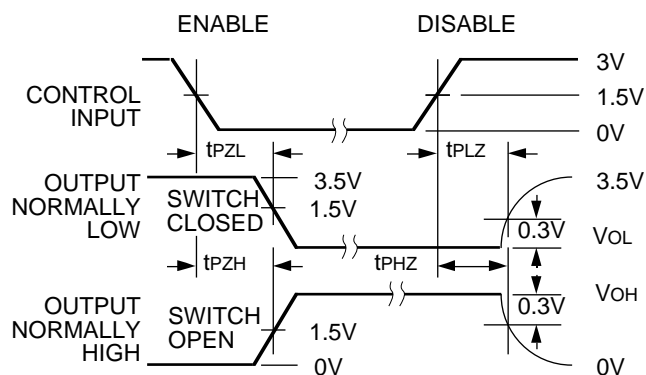 ENABLE DISABLE
3V
CONTROL
INPUT
1.5V
0V
tPZL tPLZ
OUTPUT
NORMALLY
LOW
SWITCH
CLOSED
3.5V
1.5V
3.5V
0.3V
VOL
tPZH tPHZ
OUTPUT
NORMALLY
HIGH
SWITCH
OPEN
1.5V
0V
VOH
0.3V
0V